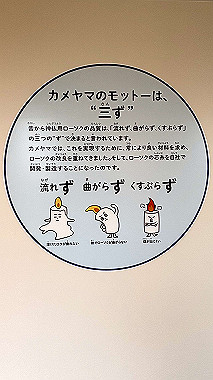 カメヤマのモットーは、
“三ず”
昔から神仏用ローソクの品質は、「流れず、曲がらず、くすぶらず」
の三つの“ず”で決まると言われています。
カメヤマでは、これを実現するために、常により良い材料を求め、
ローソクの改良を重ねてきました。そして、ローソクの芯糸を自社で
開発・製造することになったのです。
流れず 曲がらず くすぶらず